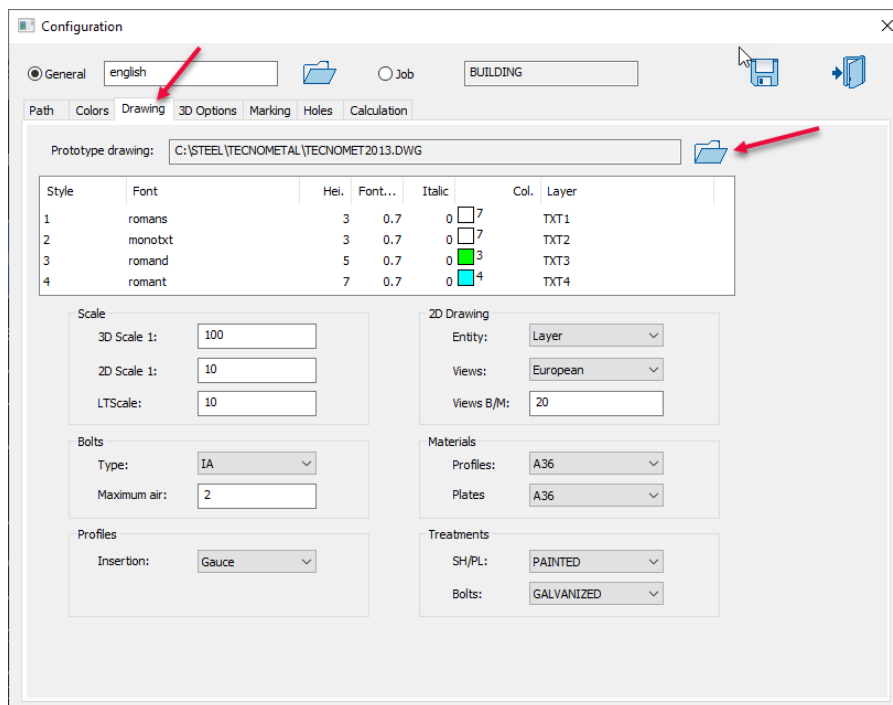 Configuration
General english Job BUILDING
Path Colors Drawing 3D Options Marking Holes Calculation
Prototype drawing: C:\STEEL\TECNOMETAL\TECNOMET2013.DWG
Style Font Hei. Font... Italic Col. Layer
1 romans 3 0.7 0 7 TXT1
2 monotxt 3 0.7 0 7 TXT2
3 romand 5 0.7 0 3 TXT3
4 romant 7 0.7 0 4 TXT4
Scale
3D Scale 1: 100
2D Scale 1: 10
LTScale: 10
2D Drawing
Entity: Layer
Views: European
Views B/M: 20
Bolts
Type: IA
Maximum air: 2
Materials
Profiles: A36
Plates A36
Profiles
Insertion: Gauce
Treatments
SH/PL: PAINTED
Bolts: GALVANIZED